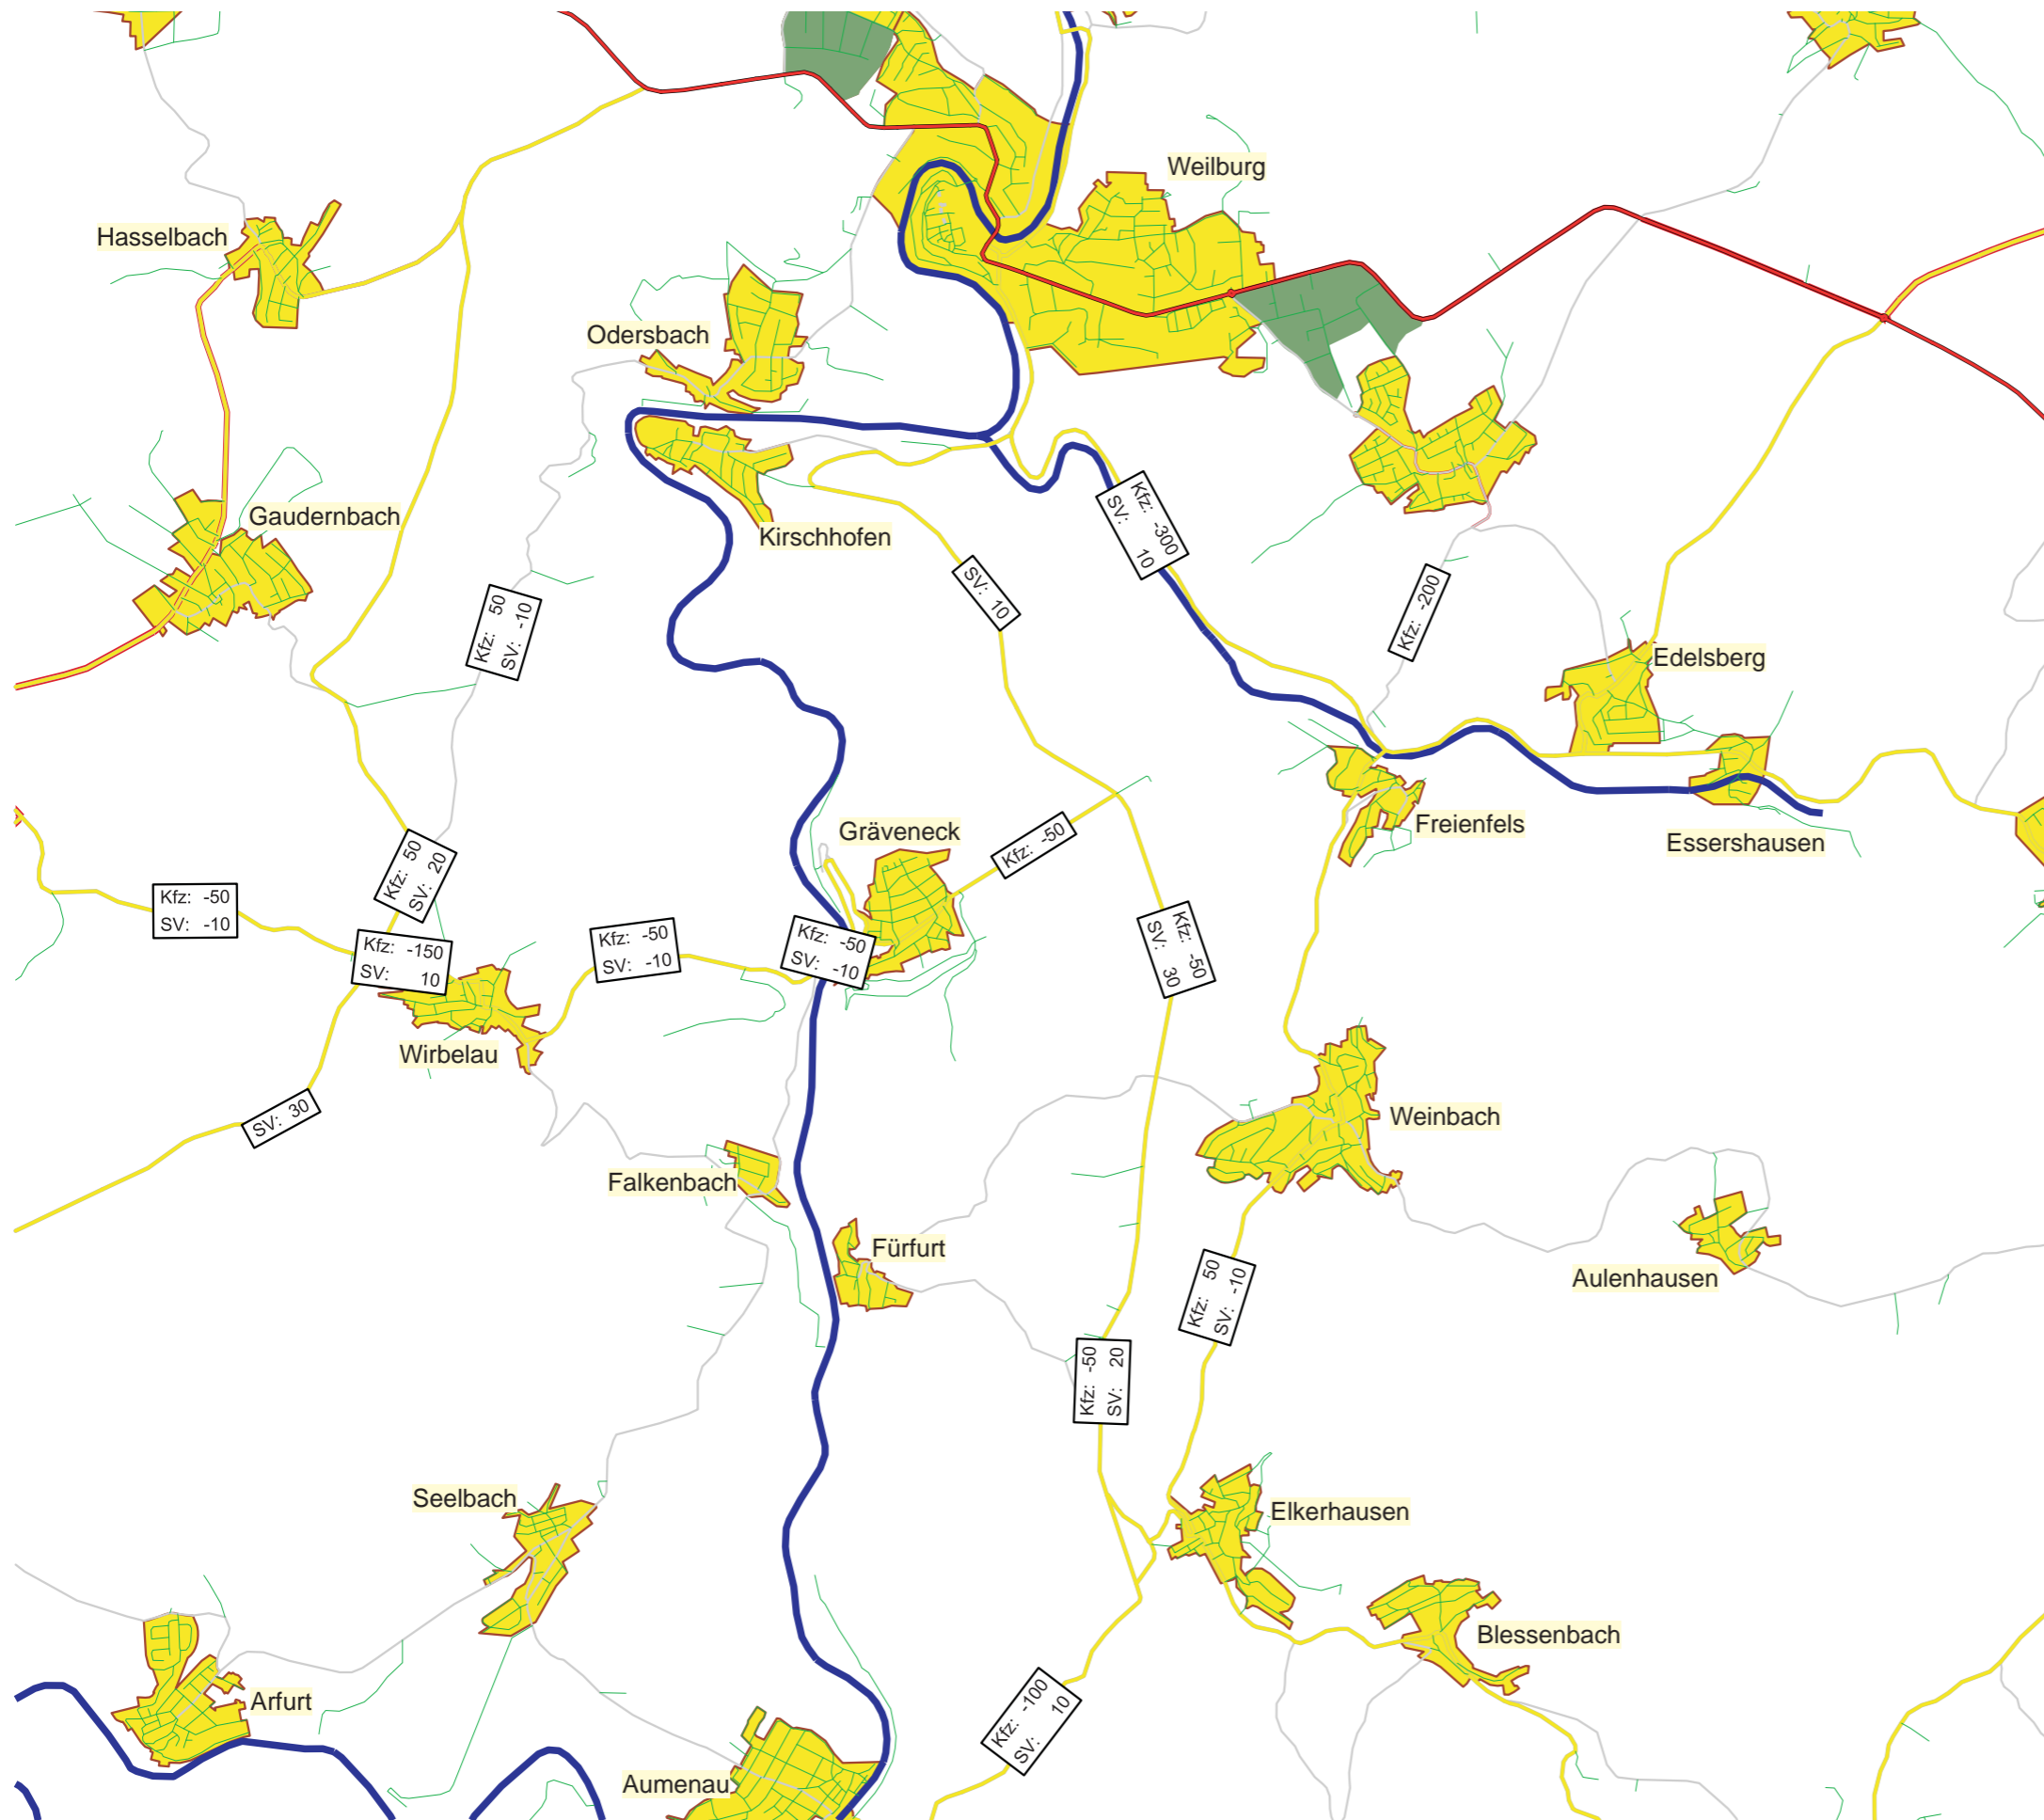 Weilburg
Hasselbach
Odersbach
Gaudernbach
Kirschhofen
Kfz: -300
SV: 10
SV: 10
Kfz: 50
SV: -10
Kfz: -200
Edelsberg
Gräveneck
Kfz: -50
Freienfels
Essershausen
Kfz: 50
SV: 20
Kfz: -50
SV: -10
Kfz: -150
SV: 10
Kfz: -50
SV: -10
Kfz: -50
SV: -10
Kfz: -50
SV: 30
Wirbelau
SV: 30
Weinbach
Falkenbach
Fürfurt
Aulenhausen
Kfz: 50
SV: -10
Kfz: -50
SV: 20
Seelbach
Elkerhausen
Blessenbach
Arfurt
Kfz: -100
SV: 10
Aumenau